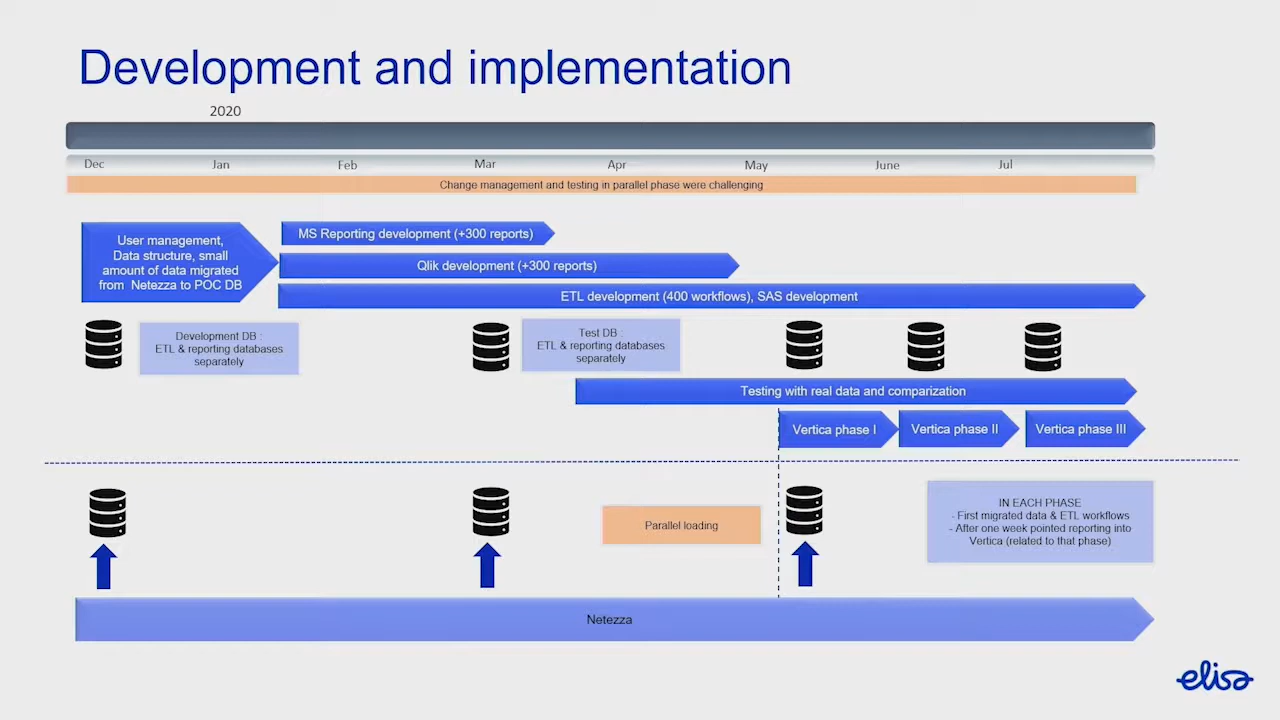 Development and implementation
2020
Dec Jan Feb Mar Apr May June Jul
Change management and testing in parallel phase were challenging
User management,
Data structure, small
amount of data migrated
from Netezza to POC DB
MS Reporting development (+300 reports)
Qlik development (+300 reports)
ETL development (400 workflows), SAS development
Development DB :
ETL & reporting databases
separately
Test DB :
ETL & reporting databases
separately
Testing with real data and comparization
Vertica phase I
Vertica phase II
Vertica phase III
Parallel loading
IN EACH PHASE
- First migrated data & ETL workflows
- After one week pointed reporting into
Vertica (related to that phase)
Netezza
elisa